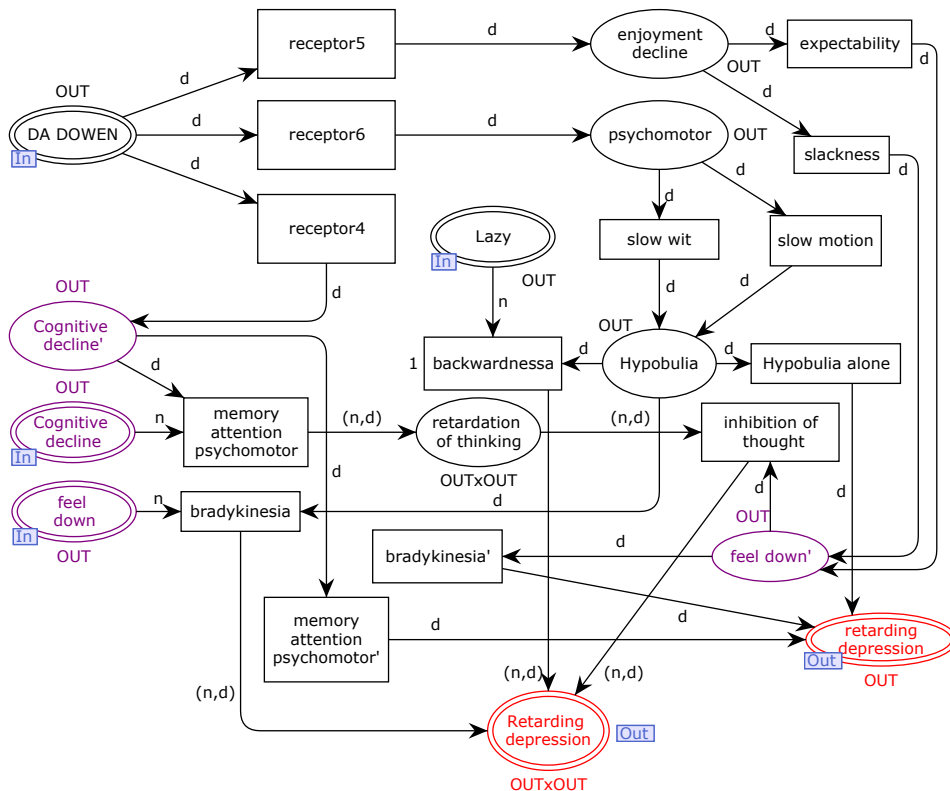 receptor5
d
enjoyment
decline
d
expectability
d
OUT
d
OUT
d
DA DOWEN
In
d
receptor6
d
psychomotor
OUT
slackness
d
d
d
d
receptor4
Lazy
In
OUT
slow wit
slow motion
d
OUT
d
d
n
OUT
Cognitive
decline'
1
backwardnessa
d
Hypobulia
d
Hypobulia alone
d
OUT
Cognitive
decline
In
n
memory
attention
psychomotor
(n,d)
retardation
of thinking
(n,d)
inhibition of
thought
OUTxOUT
d
feel
down
In
n
OUT
bradykinesia
d
d
d
OUT
bradykinesia'
d
feel down'
memory
attention
psychomotor'
d
d
retarding
depression
Out
OUT
(n,d)
(n,d)
(n,d)
Retarding
depression
Out
OUTxOUT